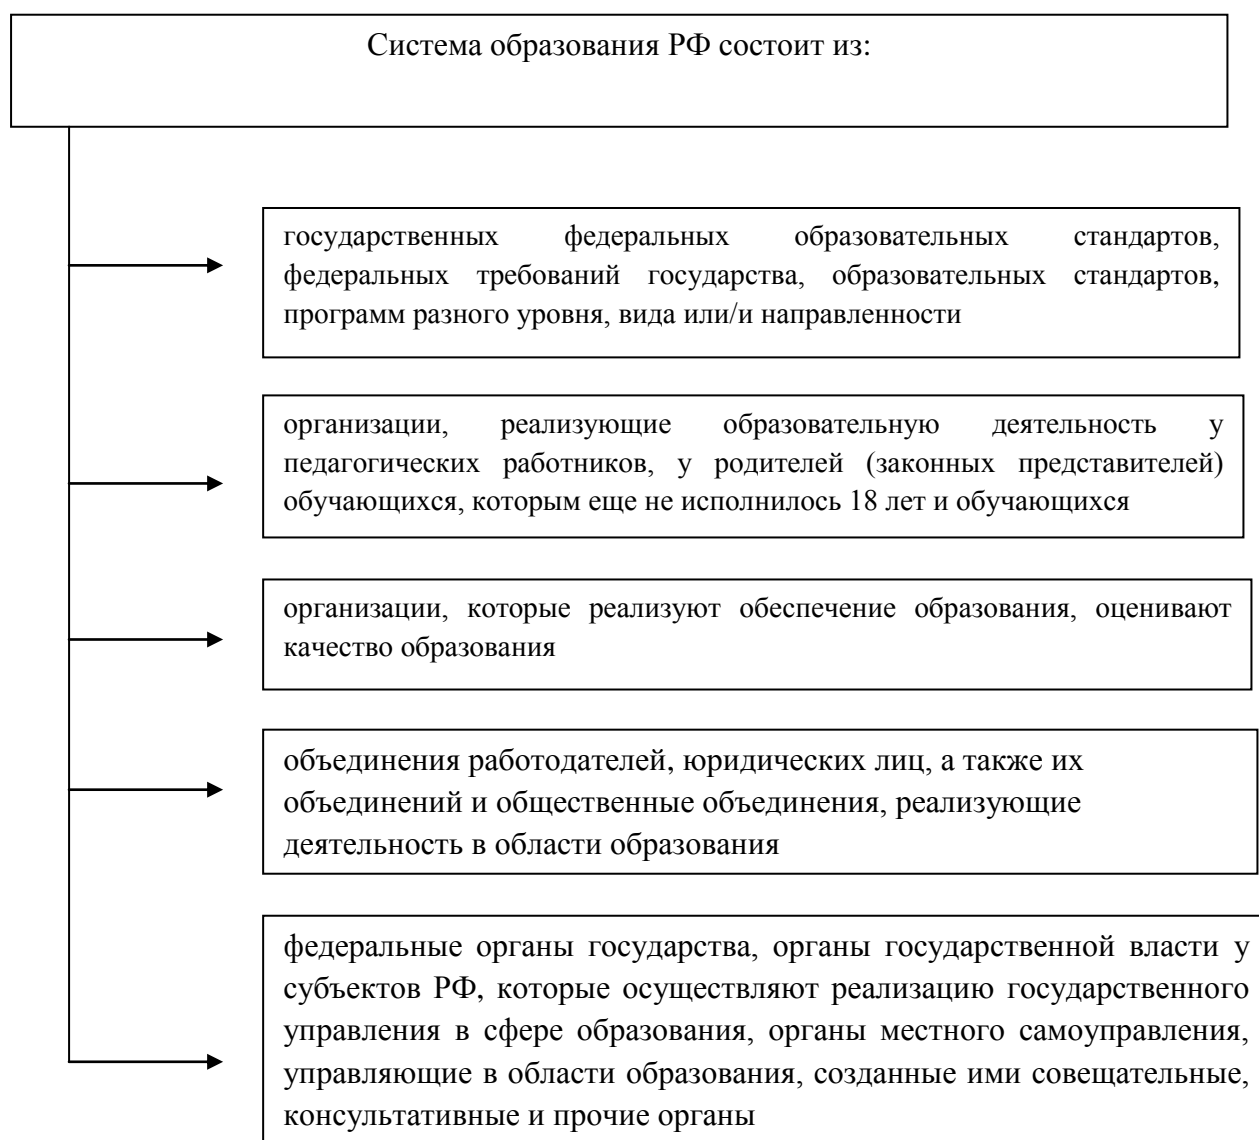 Система образования РФ состоит из:
государственных федеральных образовательных стандартов,
федеральных требований государства, образовательных стандартов,
программ разного уровня, вида или/и направленности
организации, реализующие образовательную деятельность у
педагогических работников, у родителей (законных представителей)
обучающихся, которым еще не исполнилось 18 лет и обучающихся
организации, которые реализуют обеспечение образования, оценивают
качество образования
объединения работодателей, юридических лиц, а также их
объединений и общественные объединения, реализующие
деятельность в области образования
федеральные органы государства, органы государственной власти у
субъектов РФ, которые осуществляют реализацию государственного
управления в сфере образования, органы местного самоуправления,
управляющие в области образования, созданные ими совещательные,
консультативные и прочие органы